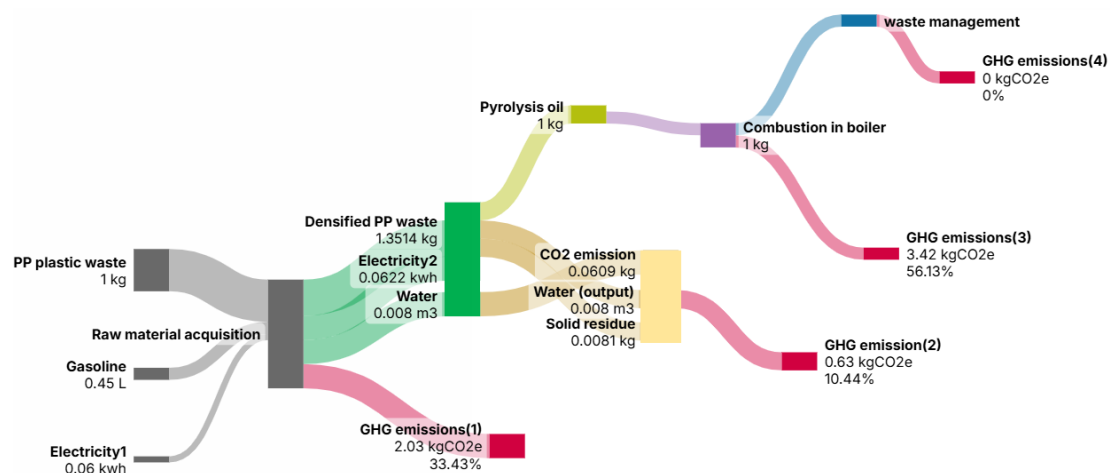 waste management
GHG emissions(4)
0 kgCO2e
0%
Pyrolysis oil
1 kg
Combustion in boiler
1 kg
Densified PP waste
1.3514 kg
Electricity2
0.0622 kwh
Water
0.008 m3
CO2 emission
0.0609 kg
Water (output)
0.008 m3
Solid residue
0.0081 kg
GHG emissions(3)
3.42 kgCO2e
56.13%
PP plastic waste
1 kg
Raw material acquisition
Gasoline
0.45 L
GHG emission(2)
0.63 kgCO2e
10.44%
GHG emissions(1)
2.03 kgCO2e
33.43%
Electricity1
0.06 kwh